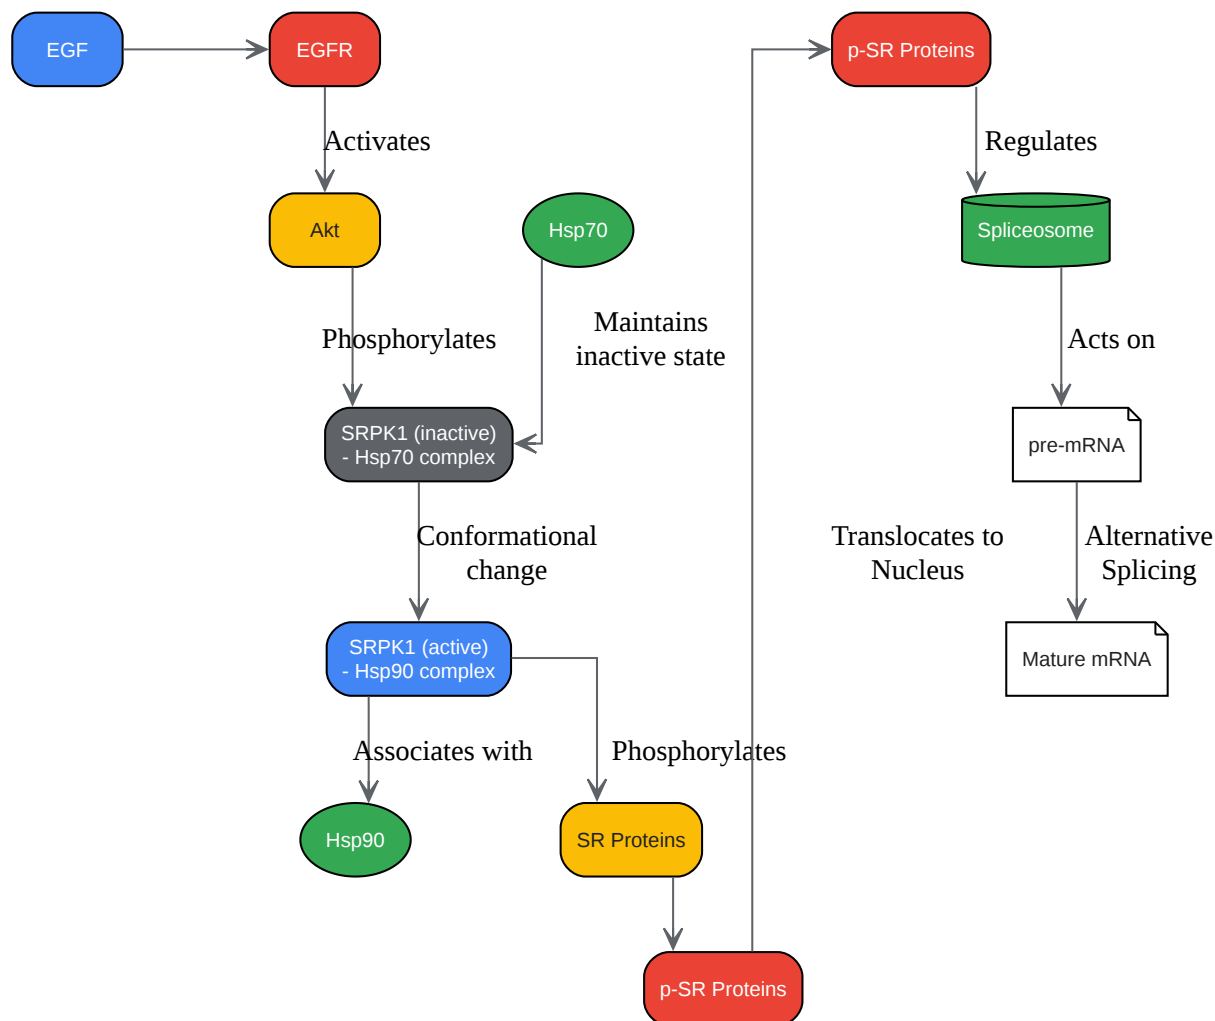 EGF
EGFR
p-SR Proteins
Activates
Regulates
Akt
Hsp70
Spliceosome
Phosphorylates
Maintains
inactive state
Acts on
SRPK1 (inactive)
- Hsp70 complex
pre-mRNA
Conformational
change
Translocates to
Nucleus
Alternative
Splicing
SRPK1 (active)
- Hsp90 complex
Mature mRNA
Associates with
Phosphorylates
Hsp90
SR Proteins
p-SR Proteins